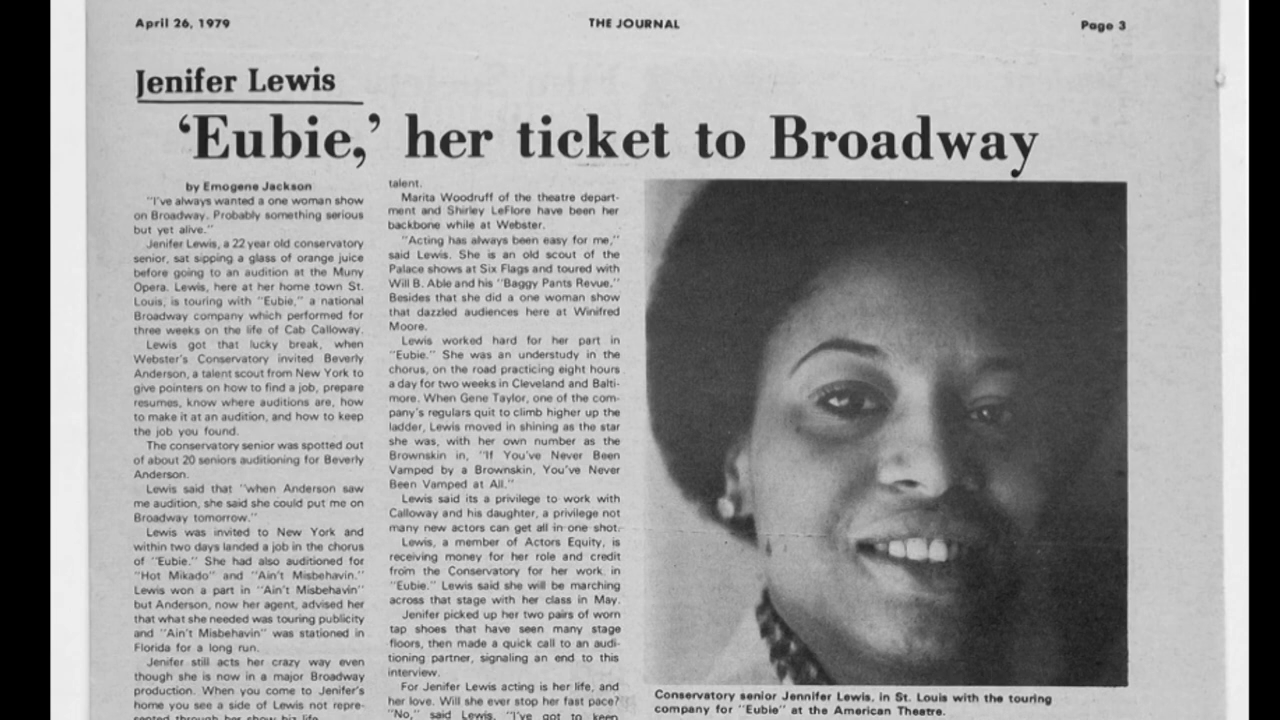 April 26, 1979
THE JOURNAL
Page 3
Jenifer Lewis
'Eubie,' her ticket to Broadway
by Emogene Jackson
"I've always wanted a one woman show
on Broadway. Probably something serious
but yet alive."
Jenifer Lewis, a 22 year old conservatory
senior, sat sipping a glass of orange juice
before going to an audition at the Muny
Opera. Lewis, here at her home town St.
Louis, is touring with "Eubie," a national
Broadway company which performed for
three weeks on the life of Cab Calloway.
Lewis got that lucky break, when
Webster's Conservatory invited Beverly
Anderson, a talent scout from New York to
give pointers on how to find a job, prepare
resumes, know where auditions are, how
to make it at an audition, and how to keep
the job you found.
The conservatory senior was spotted out
of about 20 seniors auditioning for Beverly
Anderson.
Lewis said that "when Anderson saw
me audition, she said she could put me on
Broadway tomorrow."
Lewis was invited to New York and
within two days landed a job in the chorus
of "Eubie." She had also auditioned for
"Hot Mikado" and "Ain't Misbehavin."
Lewis won a part in "Ain't Misbehavin"
but Anderson, now her agent, advised her
that what she needed was touring publicity
and "Ain't Misbehavin" was stationed in
Florida for a long run.
Jenifer still acts her crazy way even
though she is now in a major Broadway
production. When you come to Jenifer's
home you see a side of Lewis not repre-
sented through her show biz life.
talent.
Marita Woodruff of the theatre depart-
ment and Shirley LeFlore have been her
backbone while at Webster.
"Acting has always been easy for me,"
said Lewis. She is an old scout of the
Palace shows at Six Flags and toured with
Will B. Able and his "Baggy Pants Revue."
Besides that she did a one woman show
that dazzled audiences here at Winifred
Moore.
Lewis worked hard for her part in
"Eubie." She was an understudy in the
chorus, on the road practicing eight hours
a day for two weeks in Cleveland and Balti-
more. When Gene Taylor, one of the com-
pany's regulars quit to climb higher up the
ladder, Lewis moved in shining as the star
she was, with her own number as the
Brownskin in, "If You've Never Been
Vamped by a Brownskin, You've Never
Been Vamped at All."
Lewis said its a privilege to work with
Calloway and his daughter, a privilege not
many new actors can get all in one shot.
Lewis, a member of Actors Equity, is
receiving money for her role and credit
from the Conservatory for her work in
"Eubie." Lewis said she will be marching
across that stage with her class in May.
Jenifer picked up her two pairs of worn
tap shoes that have seen many stage
floors, then made a quick call to an audi-
tioning partner, signaling an end to this
interview.
For Jenifer Lewis acting is her life, and
her love. Will she ever stop her fast pace?
"No," said Lewis. "I've got to keep
Conservatory senior Jennifer Lewis, in St. Louis with the touring
company for "Eubie" at the American Theatre.